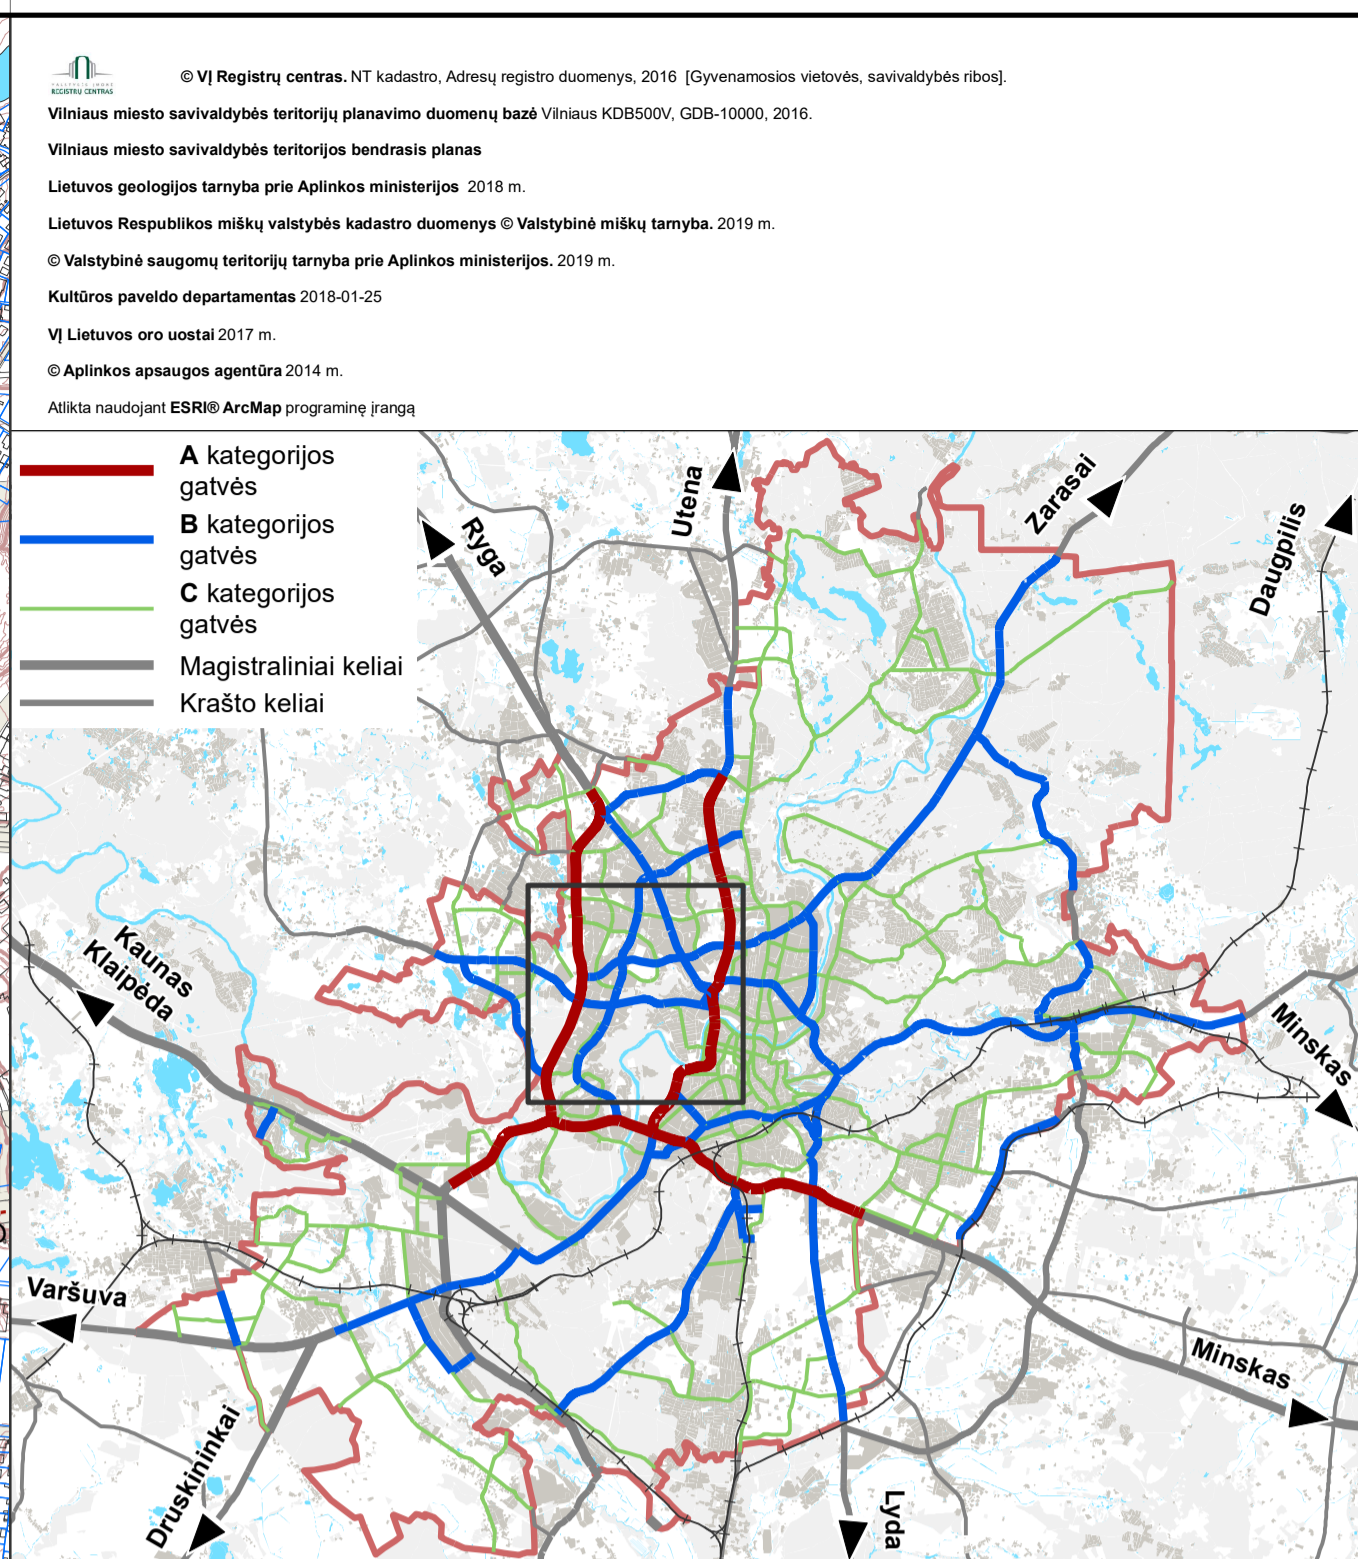 VALSTYBĖS ĮMONĖ
REGISTRŲ CENTRAS
© VĮ Registrų centras. NT kadastro, Adresų registro duomenys, 2016 [Gyvenamosios vietovės, savivaldybės ribos].
Vilniaus miesto savivaldybės teritorijų planavimo duomenų bazė Vilniaus KDB500V, GDB-10000, 2016.
Vilniaus miesto savivaldybės teritorijos bendrasis planas
Lietuvos geologijos tarnyba prie Aplinkos ministerijos 2018 m.
Lietuvos Respublikos miškų valstybės kadastro duomenys © Valstybinė miškų tarnyba. 2019 m.
© Valstybinė saugomų teritorijų tarnyba prie Aplinkos ministerijos. 2019 m.
Kultūros paveldo departamentas 2018-01-25
VĮ Lietuvos oro uostai 2017 m.
© Aplinkos apsaugos agentūra 2014 m.
Atlikta naudojant ESRI® ArcMap programinę įrangą
A kategorijos
gatvės
B kategorijos
gatvės
C kategorijos
gatvės
Magistraliniai keliai
Krašto keliai
Ryga
Utena
Zarasai
Daugpilis
Kaunas
Klaipėda
Minskas
Varšuva
Minskas
Druskininkai
Lyda